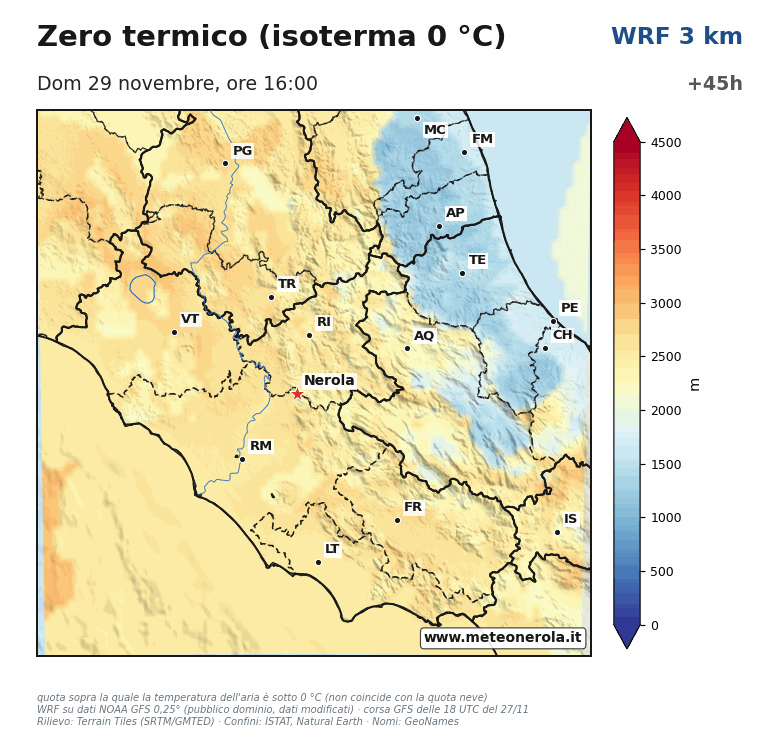 Zero termico (isoterma 0 °C)
WRF 3 km
Dom 29 novembre, ore 16:00
+45h
MC
FM
PG
AP
TE
TR
PE
VT
RI
CH
AQ
Nerola
RM
FR
IS
LT
4500
4000
3500
3000
2500
2000
1500
1000
500
0
m
www.meteonerola.it
quota sopra la quale la temperatura dell'aria è sotto 0 °C (non coincide con la quota neve)
WRF su dati NOAA GFS 0,25° (pubblico dominio, dati modificati) · corsa GFS delle 18 UTC del 27/11
Rilievo: Terrain Tiles (SRTM/GMTED) · Confini: ISTAT, Natural Earth · Nomi: GeoNames